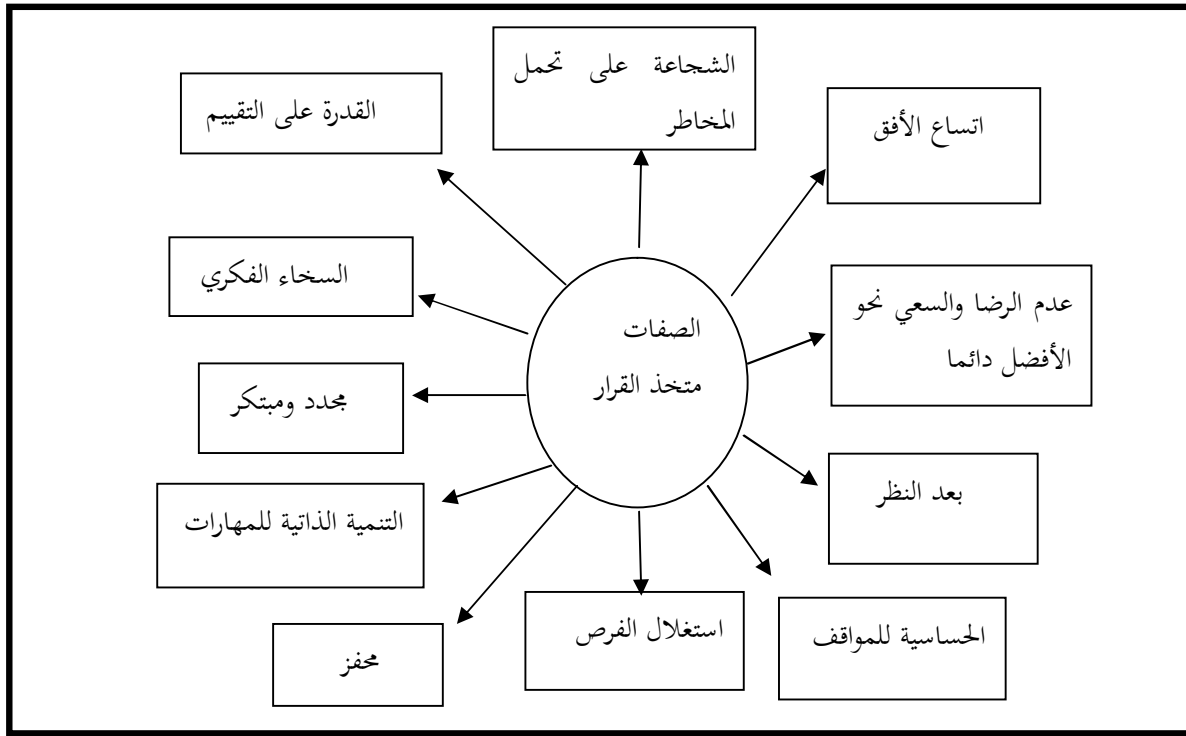 الشجاعة على تحمل
المخاطر
اتساع الأفق
القدرة على التقييم
السخاء الفكري
عدم الرضا والسعي نحو
الأفضل دائما
الصفات
متخذ القرار
مجدد ومبتكر
بعد النظر
التنمية الذاتية للمهارات
الحساسية للمواقف
استغلال الفرص
محفز